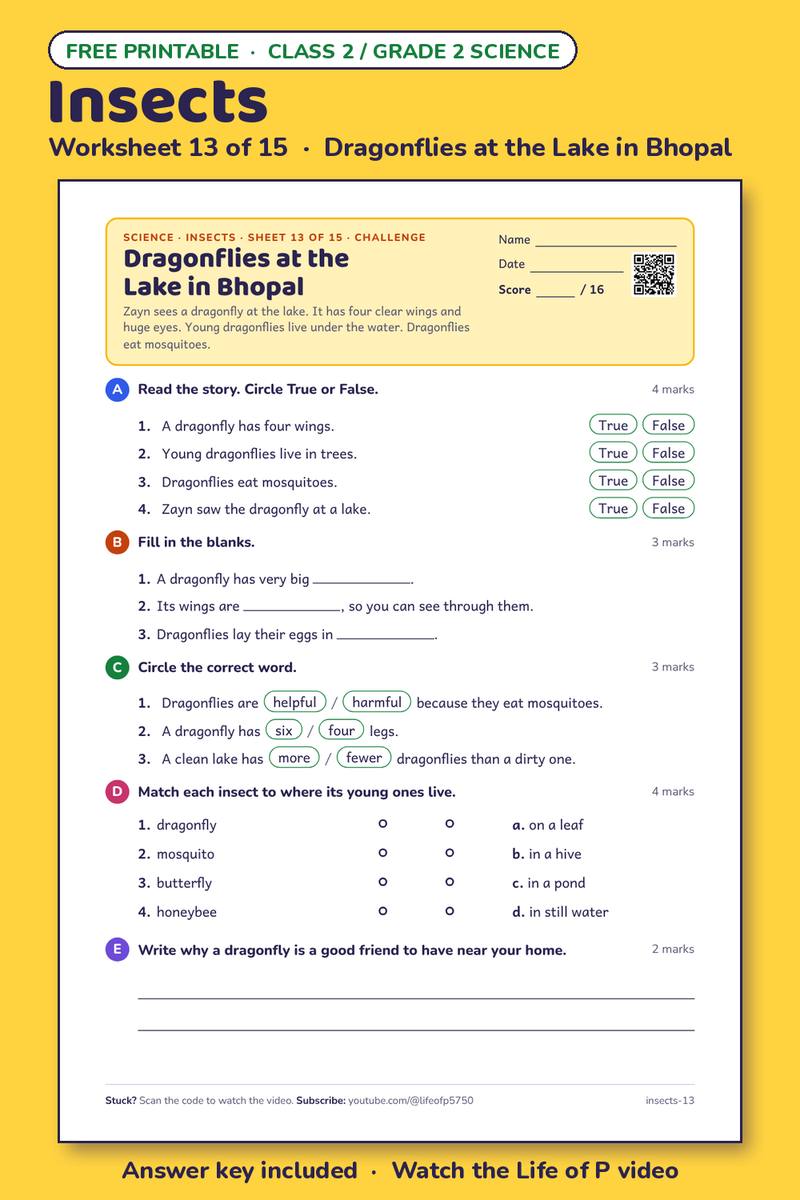 FREE PRINTABLE · CLASS 2 / GRADE 2 SCIENCE
Insects
Worksheet 13 of 15 · Dragonflies at the Lake in Bhopal
SCIENCE · INSECTS · SHEET 13 OF 15 · CHALLENGE
Dragonflies at the
Lake in Bhopal
Zayn sees a dragonfly at the lake. It has four clear wings and
huge eyes. Young dragonflies live under the water. Dragonflies
eat mosquitoes.
Name ____________
Date ____________
Score ______ / 16
A Read the story. Circle True or False. 4 marks
1. A dragonfly has four wings. True False
2. Young dragonflies live in trees. True False
3. Dragonflies eat mosquitoes. True False
4. Zayn saw the dragonfly at a lake. True False
B Fill in the blanks. 3 marks
1. A dragonfly has very big ____________.
2. Its wings are ____________, so you can see through them.
3. Dragonflies lay their eggs in ____________.
C Circle the correct word. 3 marks
1. Dragonflies are helpful / harmful because they eat mosquitoes.
2. A dragonfly has six / four legs.
3. A clean lake has more / fewer dragonflies than a dirty one.
D Match each insect to where its young ones live. 4 marks
1. dragonfly a. on a leaf
2. mosquito b. in a hive
3. butterfly c. in a pond
4. honeybee d. in still water
E Write why a dragonfly is a good friend to have near your home. 2 marks
Stuck? Scan the code to watch the video. Subscribe: youtube.com/@lifeofp5750 insects-13
Answer key included · Watch the Life of P video